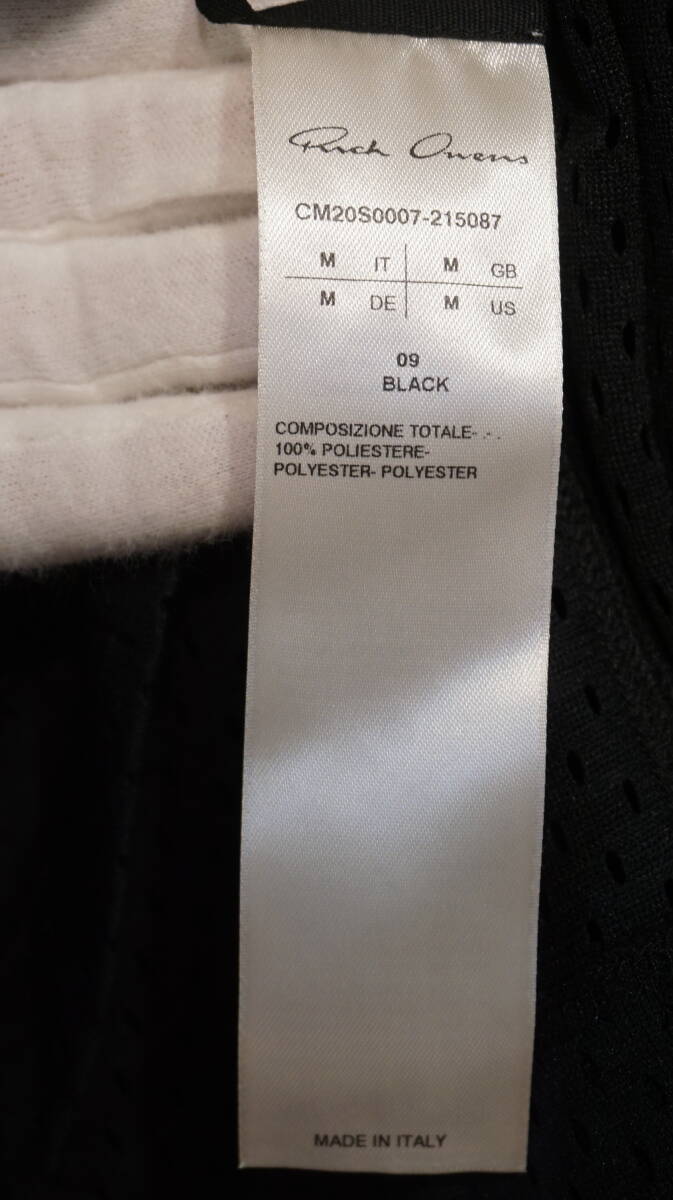 Rick Owens
CM20S0007-215087
M IT M GB
M DE M US
09
BLACK
COMPOSIZIONE TOTALE- .- .
100% POLIESTERE-
POLYESTER- POLYESTER
MADE IN ITALY